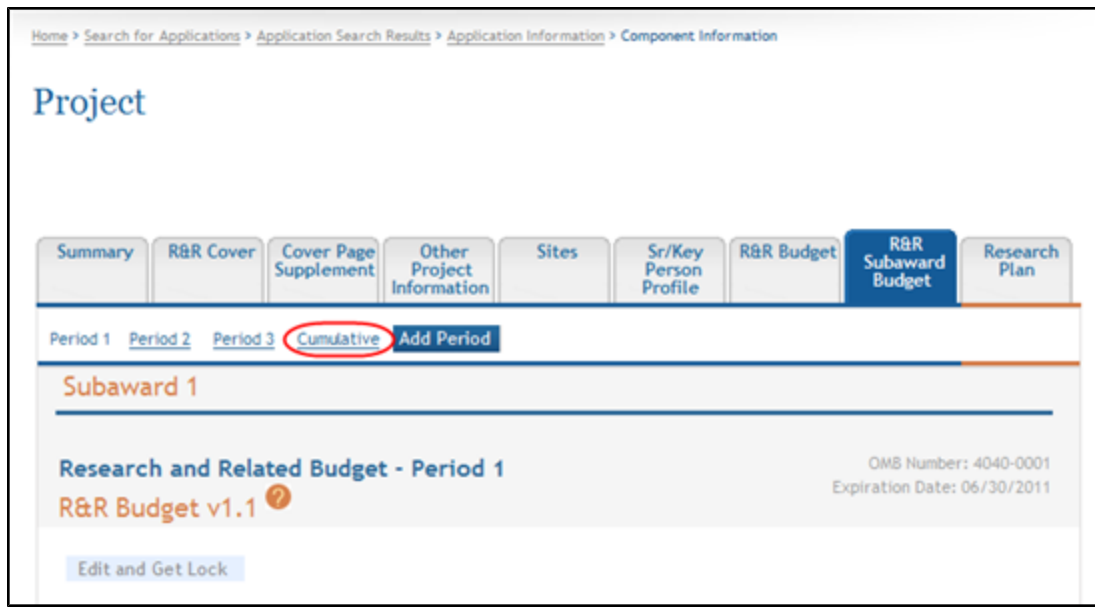 Home > Search for Applications > Application Search Results > Application Information > Component Information
Project
Summary
R&R Cover
Cover Page
Supplement
Other
Project
Information
Sites
Sr/Key
Person
Profile
R&R Budget
R&R
Subaward
Budget
Research
Plan
Period 1 Period 2 Period 3 Cumulative Add Period
Subaward 1
Research and Related Budget - Period 1
OMB Number: 4040-0001
R&R Budget v1.1 ?
Expiration Date: 06/30/2011
Edit and Get Lock